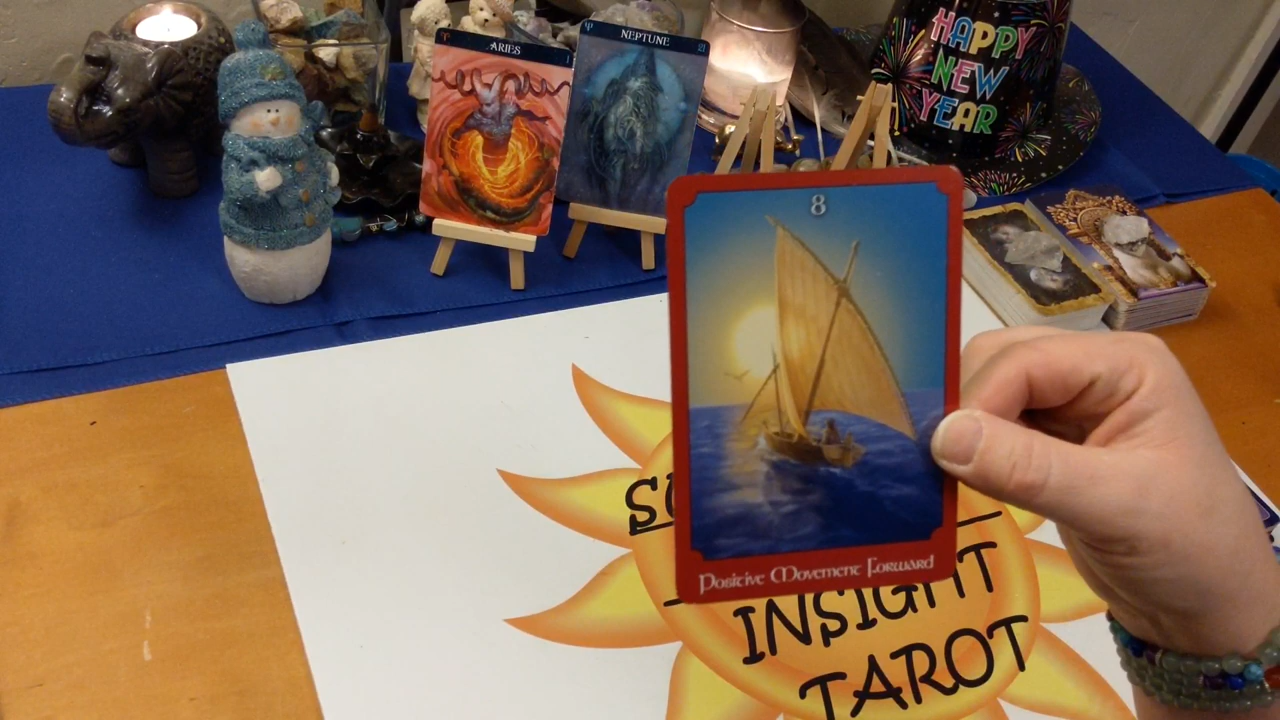 ARIES
NEPTUNE
HAPPY
NEW
YEAR
8
Positive Movement Forward
INSIGHT
TAROT